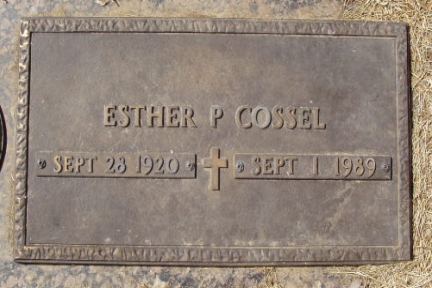 ESTHER P COSSEL
SEPT 28 1920 SEPT 1 1989